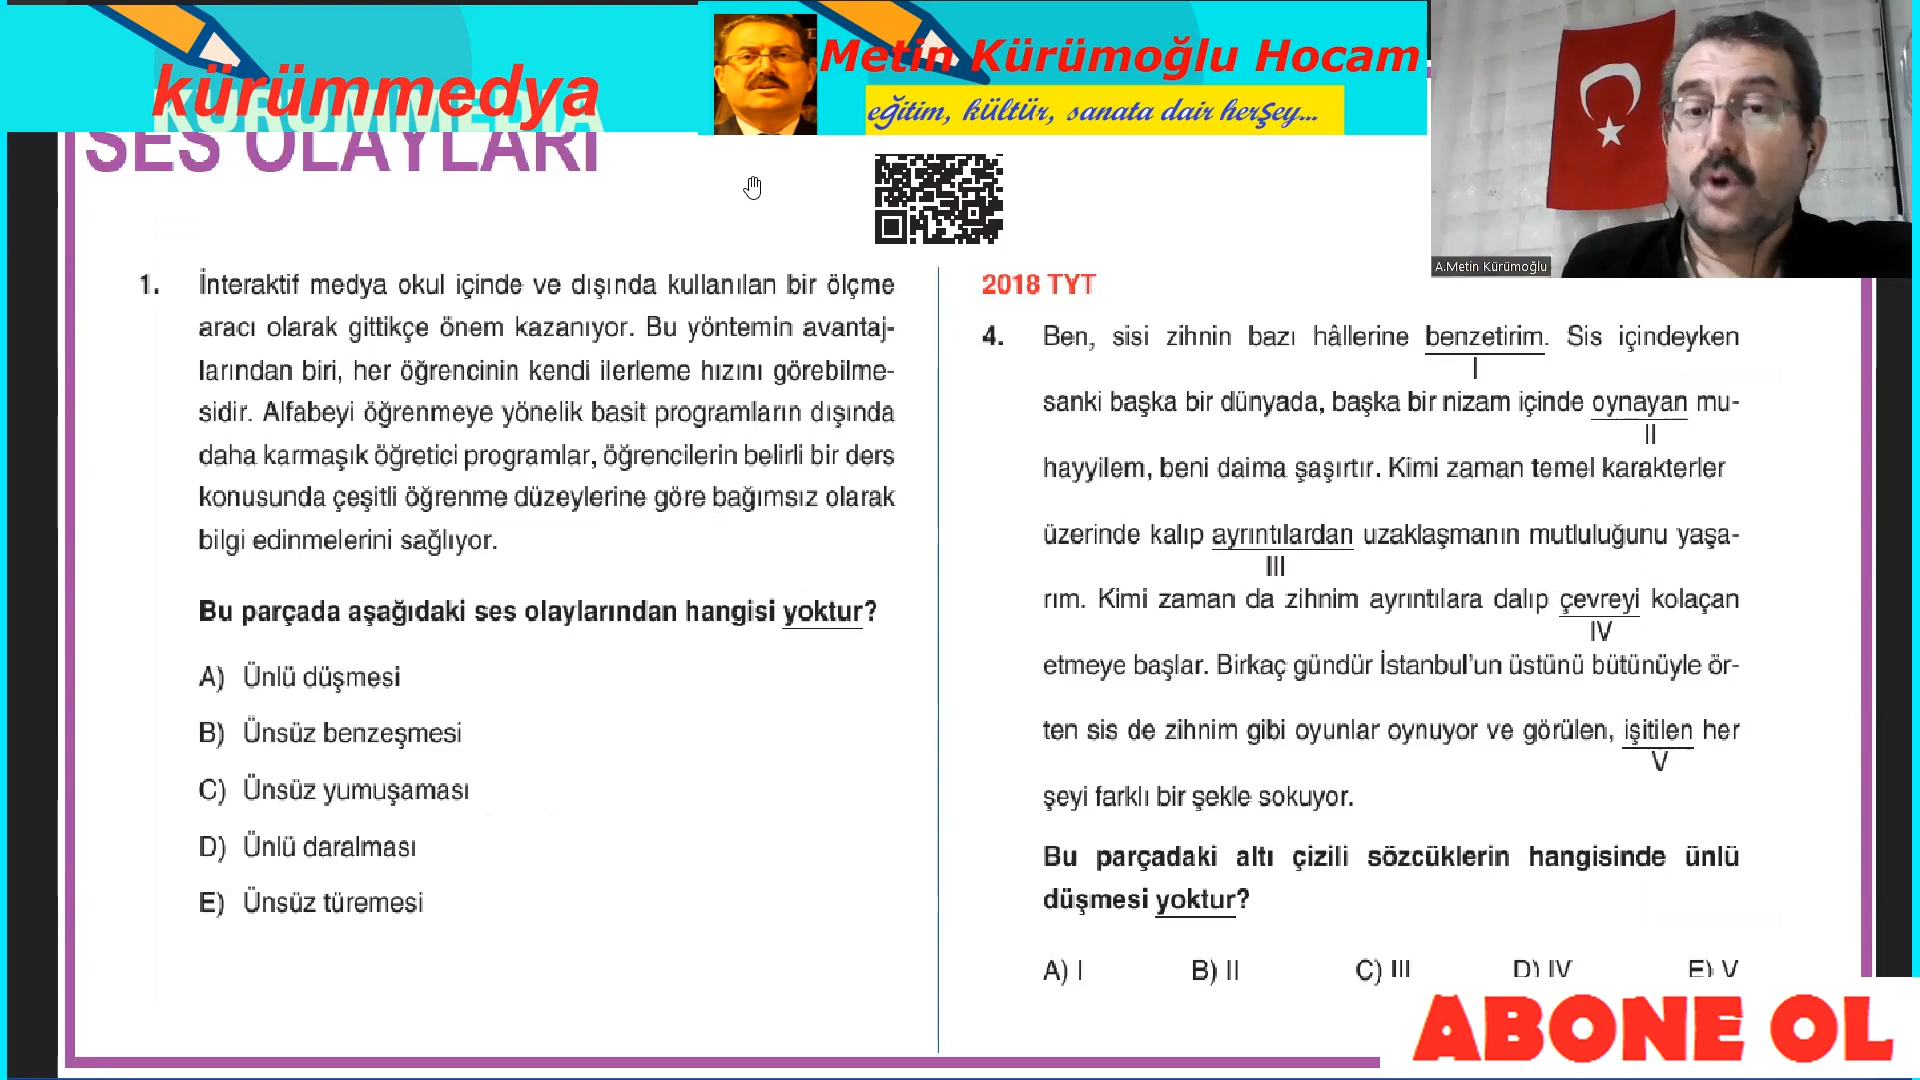 kürümmedya
KÜRÜMMEDIA
Metin Kürümoğlu Hocam
eğitim, kültür, sanata dair herşey...
SES OLAYLARI
A.Metin Kürümoğlu
1. İnteraktif medya okul içinde ve dışında kullanılan bir ölçme
aracı olarak gittikçe önem kazanıyor. Bu yöntemin avantaj-
larından biri, her öğrencinin kendi ilerleme hızını görebilme-
sidir. Alfabeyi öğrenmeye yönelik basit programların dışında
daha karmaşık öğretici programlar, öğrencilerin belirli bir ders
konusunda çeşitli öğrenme düzeylerine göre bağımsız olarak
bilgi edinmelerini sağlıyor.
Bu parçada aşağıdaki ses olaylarından hangisi yoktur?
A) Ünlü düşmesi
B) Ünsüz benzeşmesi
C) Ünsüz yumuşaması
D) Ünlü daralması
E) Ünsüz türemesi
2018 TYT
4. Ben, sisi zihnin bazı hâllerine benzetirim. Sis içindeyken
I
sanki başka bir dünyada, başka bir nizam içinde oynayan mu-
II
hayyilem, beni daima şaşırtır. Kimi zaman temel karakterler
üzerinde kalıp ayrıntılardan uzaklaşmanın mutluluğunu yaşa-
III
rım. Kimi zaman da zihnim ayrıntılara dalıp çevreyi kolaçan
IV
etmeye başlar. Birkaç gündür İstanbul'un üstünü bütünüyle ör-
ten sis de zihnim gibi oyunlar oynuyor ve görülen, işitilen her
V
şeyi farklı bir şekle sokuyor.
Bu parçadaki altı çizili sözcüklerin hangisinde ünlü
düşmesi yoktur?
A) I B) II C) III D) IV E) V
ABONE OL